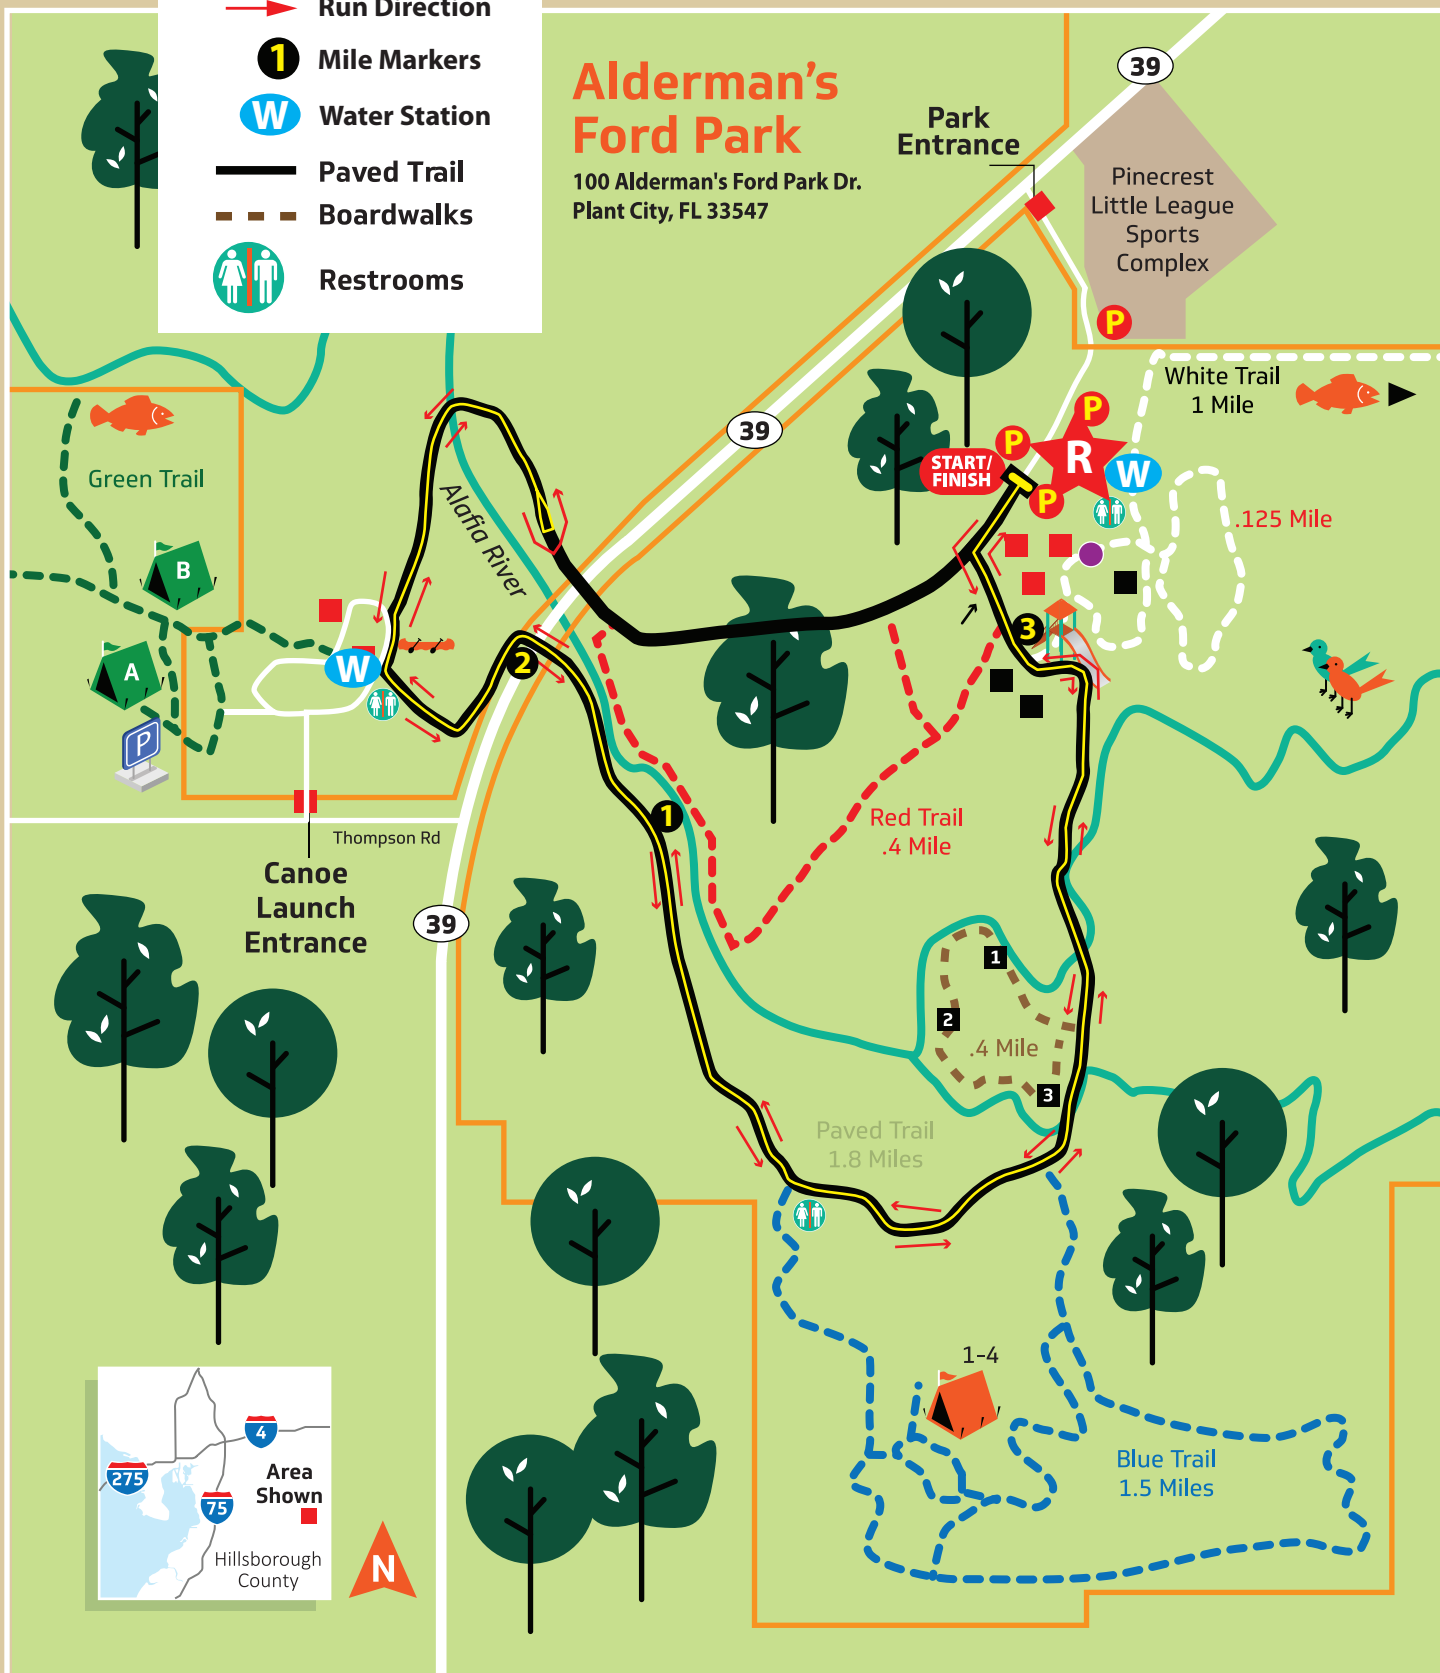 Run Direction
1 Mile Markers
W Water Station
Paved Trail
Boardwalks
Restrooms
Alderman's
Ford Park
100 Alderman's Ford Park Dr.
Plant City, FL 33547
Park
Entrance
39
Pinecrest
Little League
Sports
Complex
P
White Trail
1 Mile
39
P
P
R
W
START/
FINISH
P
.125 Mile
Green Trail
Alafia River
B
A
P
W
2
3
1
Red Trail
.4 Mile
Thompson Rd
Canoe
Launch
Entrance
39
1
2
.4 Mile
3
Paved Trail
1.8 Miles
1-4
Blue Trail
1.5 Miles
4
275
75
Area
Shown
Hillsborough
County
N